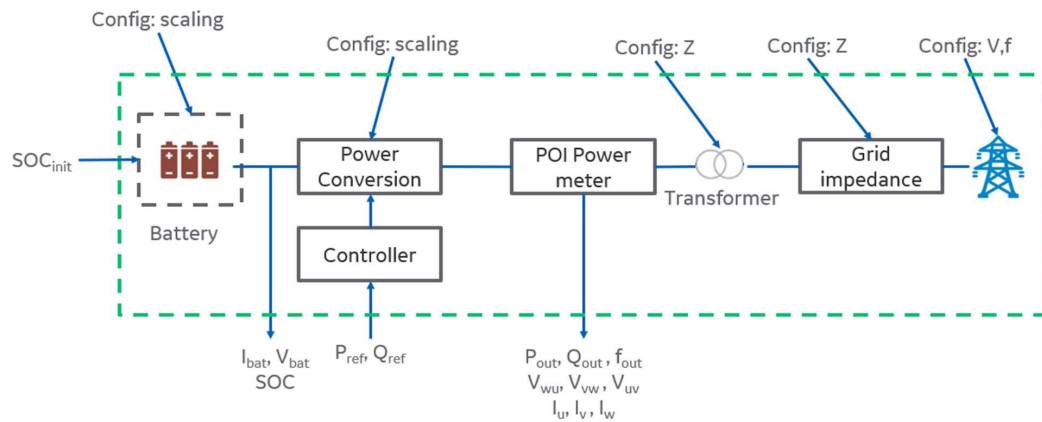 Config: scaling
Config: scaling
Config: Z
Config: Z
Config: V,f
SOCinit
Power
Conversion
POI Power
meter
Grid
impedance
Transformer
Battery
Controller
Ibat, Vbat
SOC
Pref, Qref
Pout, Qout , fout
Vwu, Vvw , Vuv
Iu, Iv, Iw